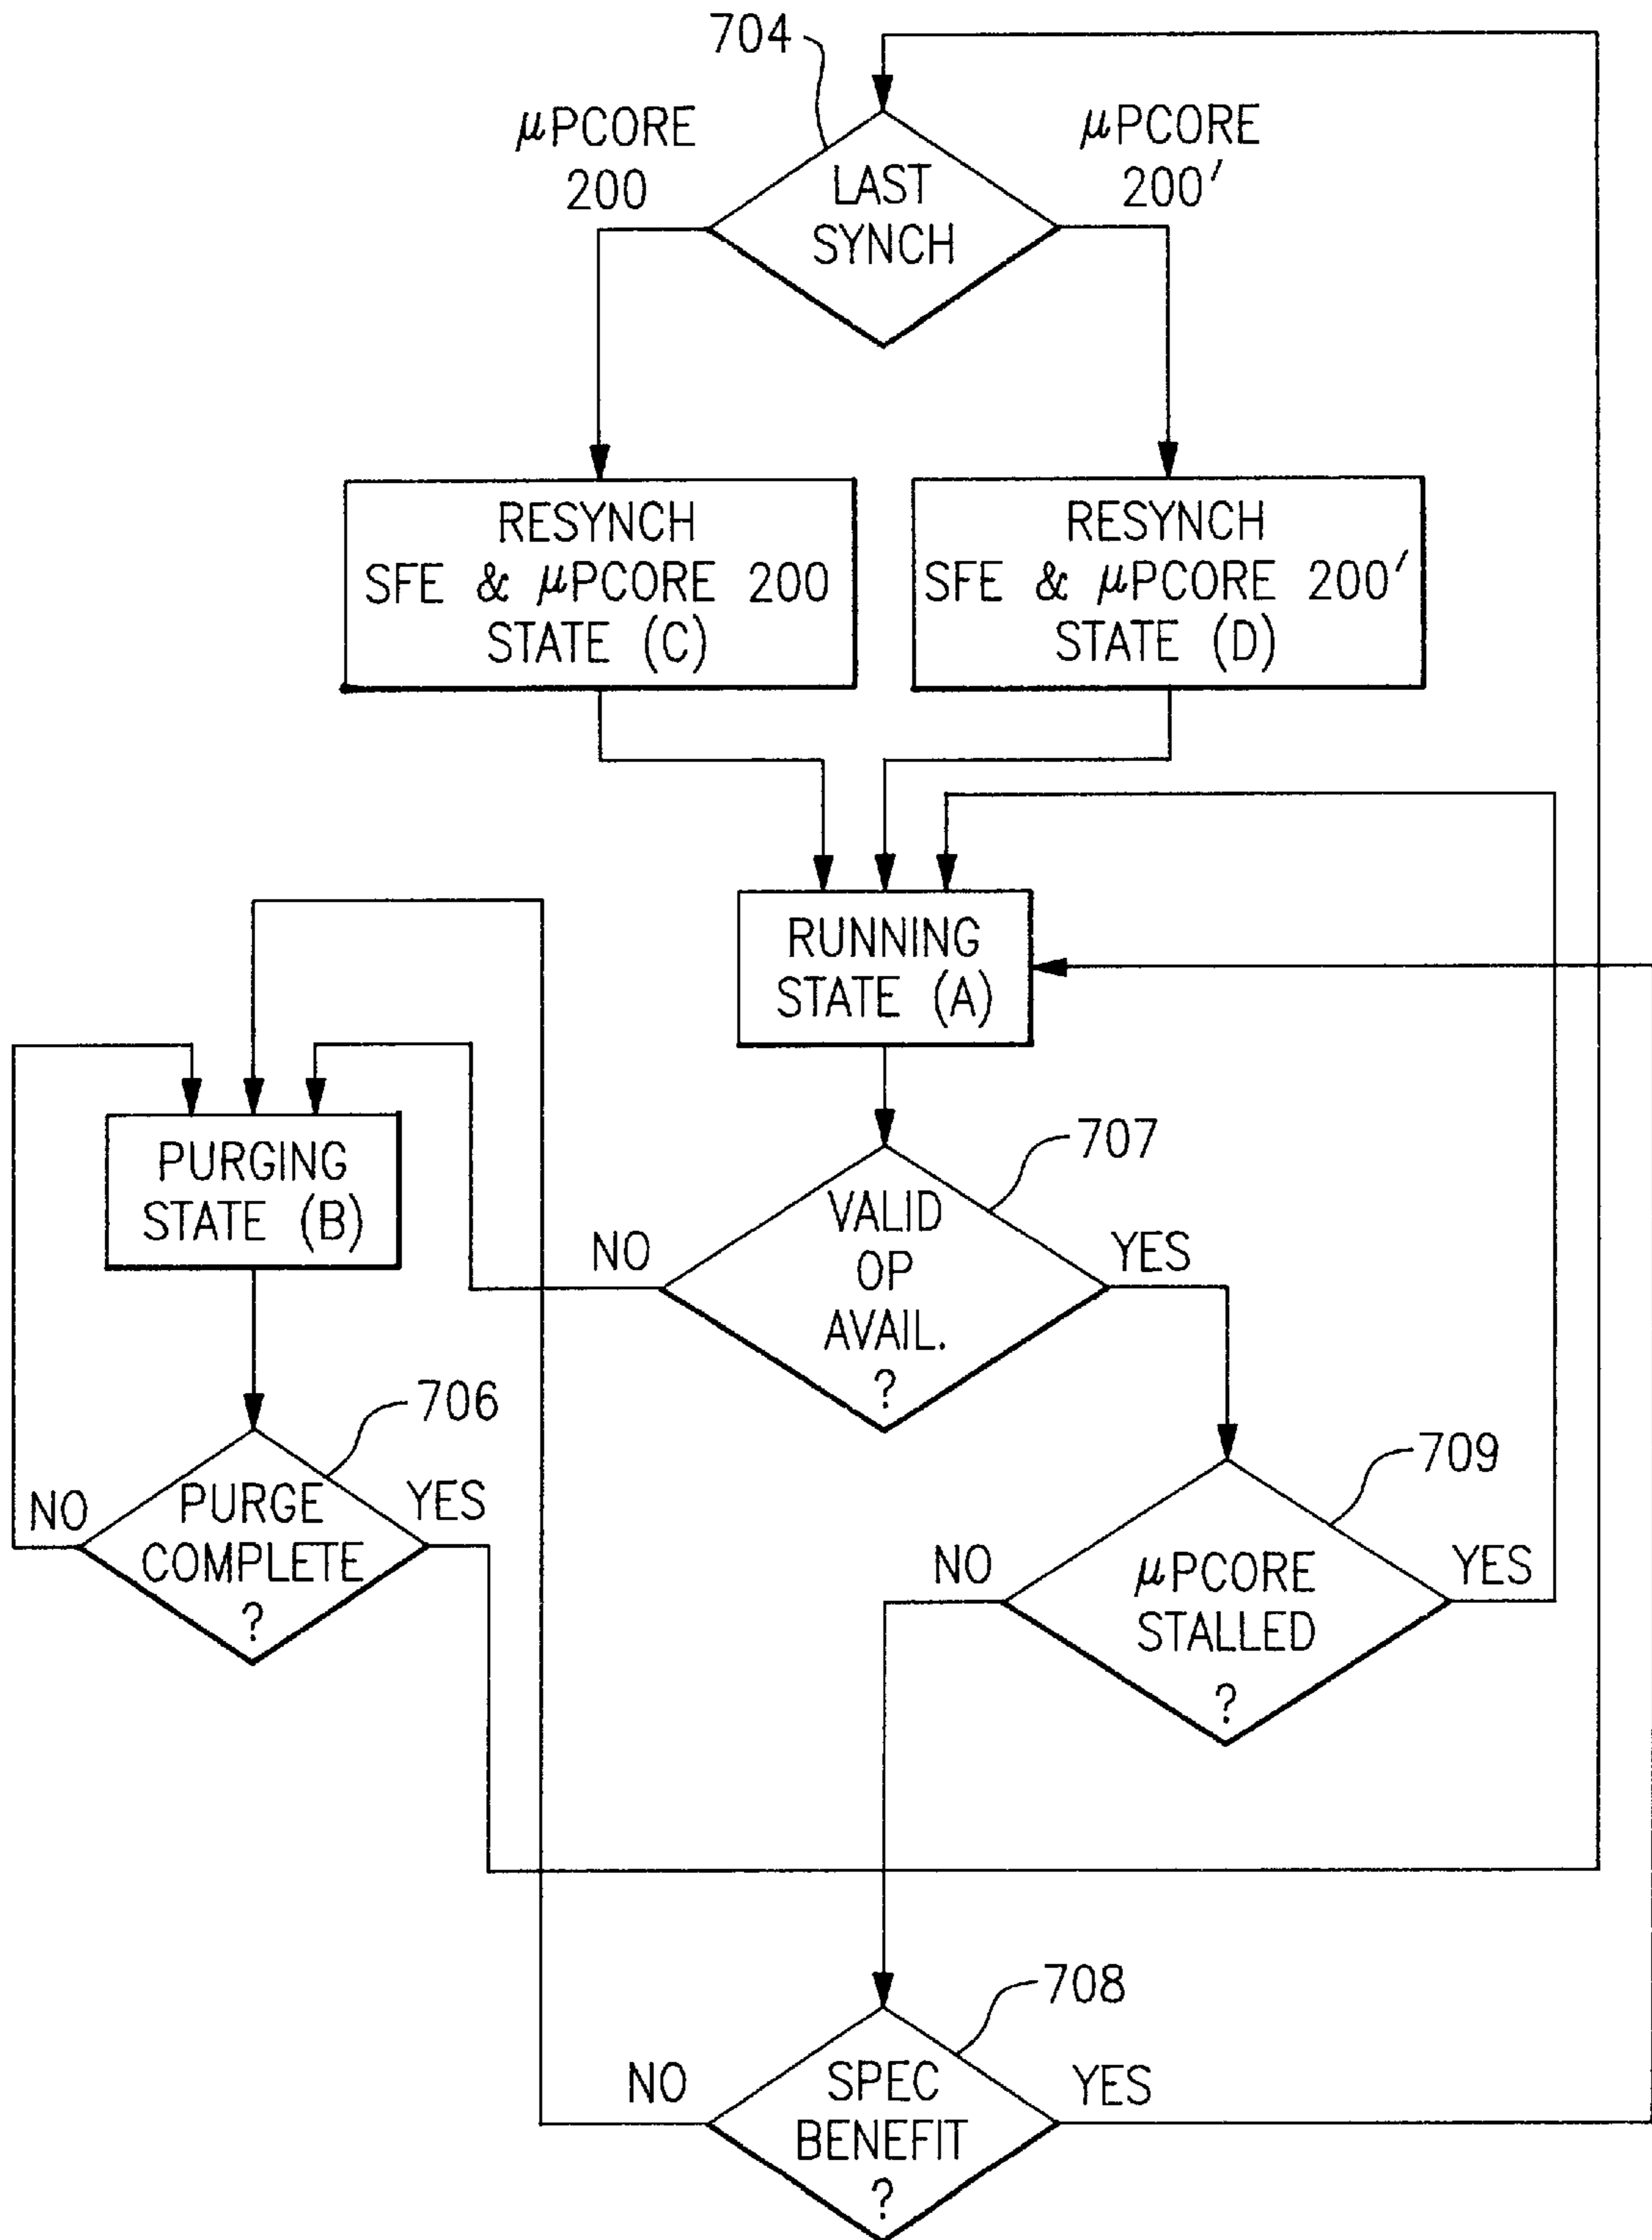 704
μPCORE
200
μPCORE
200′
LAST
SYNCH
RESYNCH
SFE & μPCORE 200
STATE (C)
RESYNCH
SFE & μPCORE 200′
STATE (D)
RUNNING
STATE (A)
PURGING
STATE (B)
707
VALID
OP
AVAIL.
?
NO
YES
706
PURGE
COMPLETE
?
NO
YES
709
μPCORE
STALLED
?
NO
YES
708
SPEC
BENEFIT
?
NO
YES